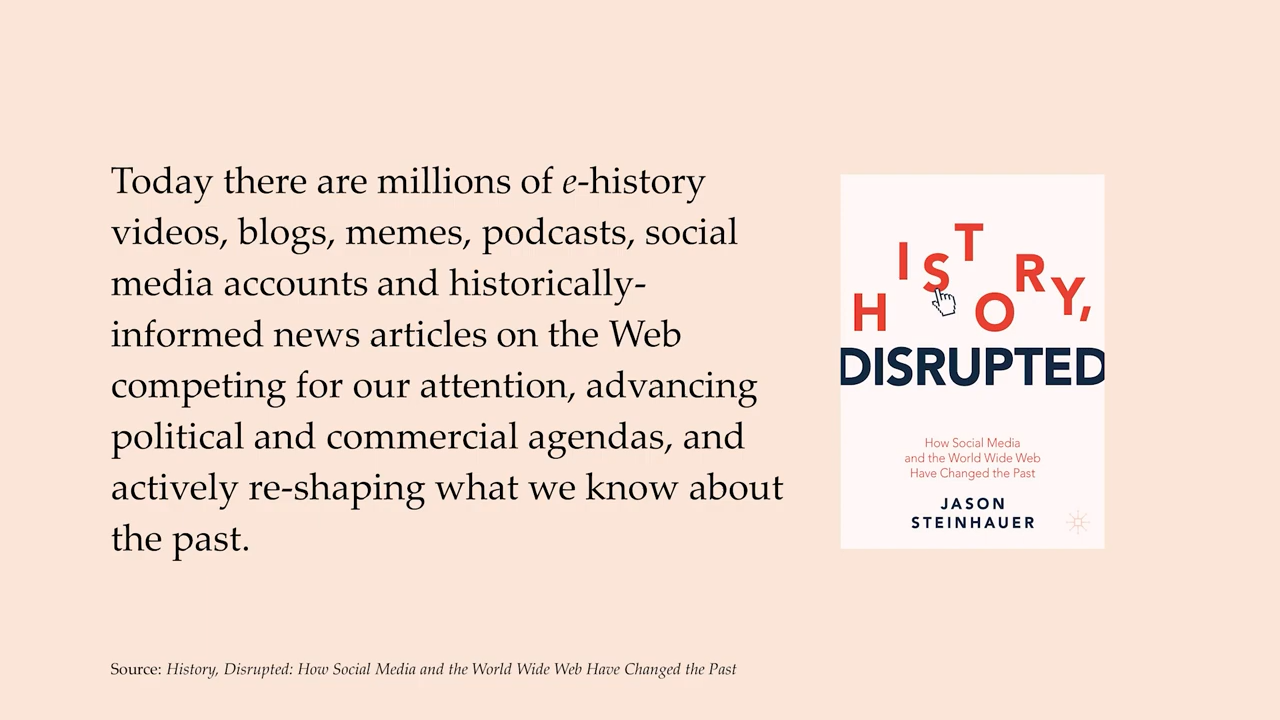 Today there are millions of e-history
videos, blogs, memes, podcasts, social
media accounts and historically-
informed news articles on the Web
competing for our attention, advancing
political and commercial agendas, and
actively re-shaping what we know about
the past.
HISTORY,
DISRUPTED
How Social Media
and the World Wide Web
Have Changed the Past
JASON
STEINHAUER
Source: History, Disrupted: How Social Media and the World Wide Web Have Changed the Past